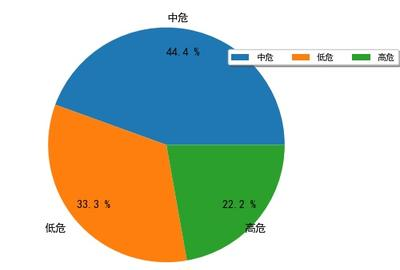 中危
44.4 %
中危 低危 高危
33.3 %
22.2 %
低危
高危